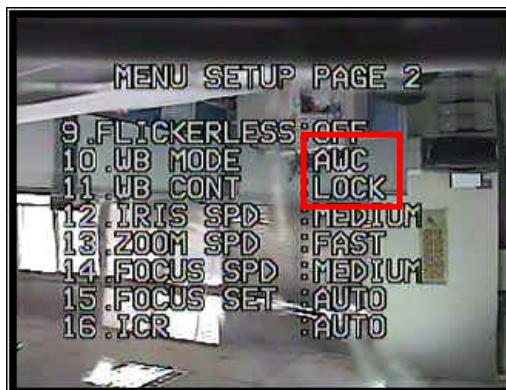 MENU SETUP PAGE 2
9.FLICKERLESS:OFF
10.WB MODE :AWC
11.WB CONT :LOCK
12.IRIS SPD :MEDIUM
13.ZOOM SPD :FAST
14.FOCUS SPD :MEDIUM
15.FOCUS SET :AUTO
16.ICR :AUTO